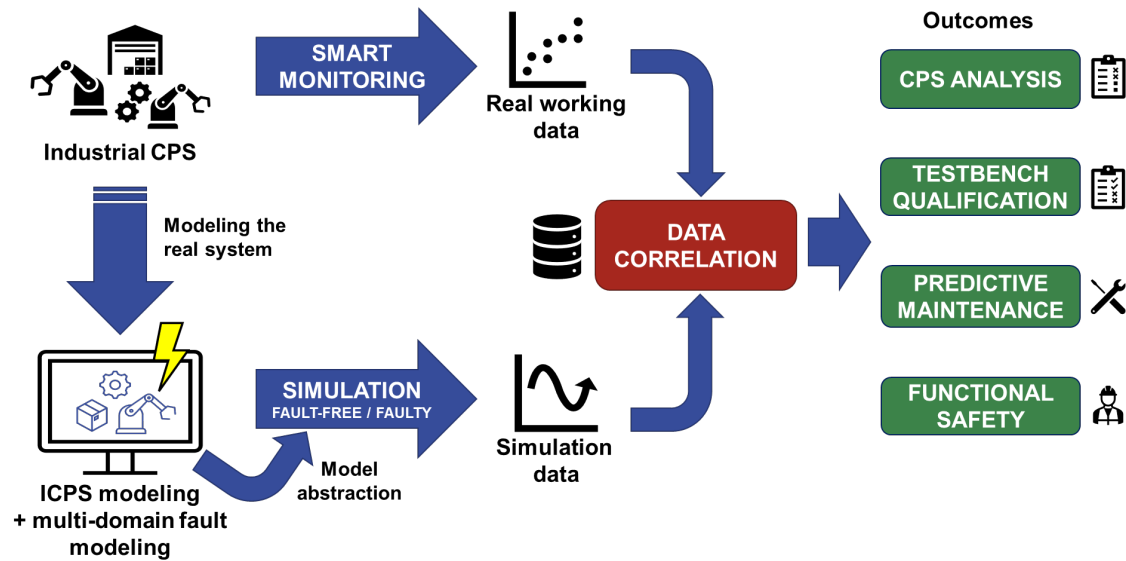 Industrial CPS
SMART
MONITORING
Real working
data
Modeling the
real system
ICPS modeling
+ multi-domain fault
modeling
SIMULATION
FAULT-FREE / FAULTY
Model
abstraction
Simulation
data
DATA
CORRELATION
Outcomes
CPS ANALYSIS
TESTBENCH
QUALIFICATION
PREDICTIVE
MAINTENANCE
FUNCTIONAL
SAFETY